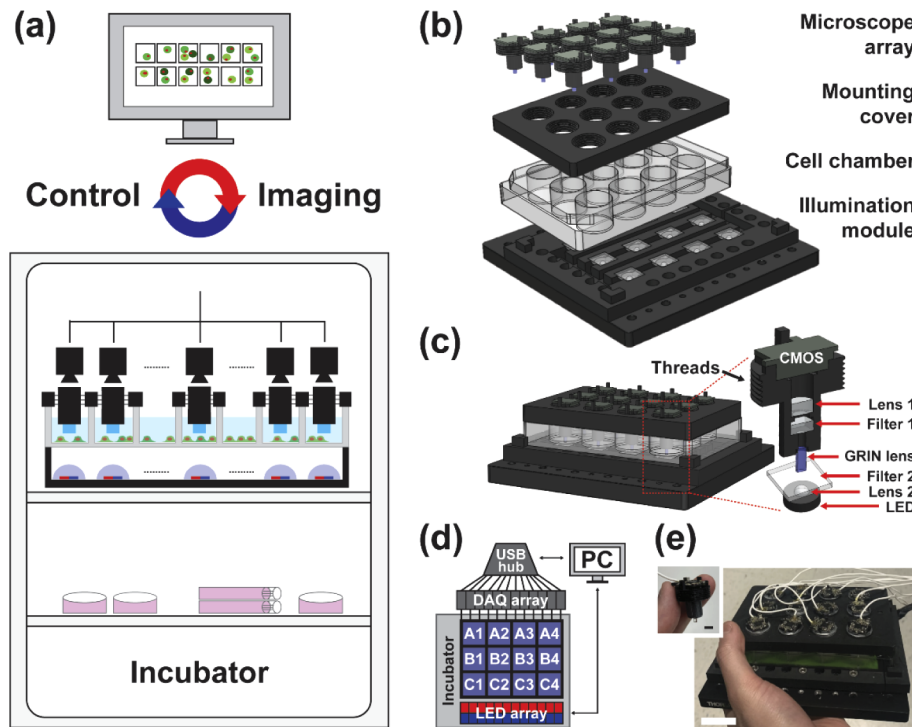 (a)
Control
Imaging
Incubator
(b)
Microscope
array
Mounting
cover
Cell chamber
Illumination
module
(c)
Threads
CMOS
Lens 1
Filter 1
GRIN lens
Filter 2
Lens 2
LED
(d)
USB
hub
PC
DAQ array
Incubator
A1 A2 A3 A4
B1 B2 B3 B4
C1 C2 C3 C4
LED array
(e)